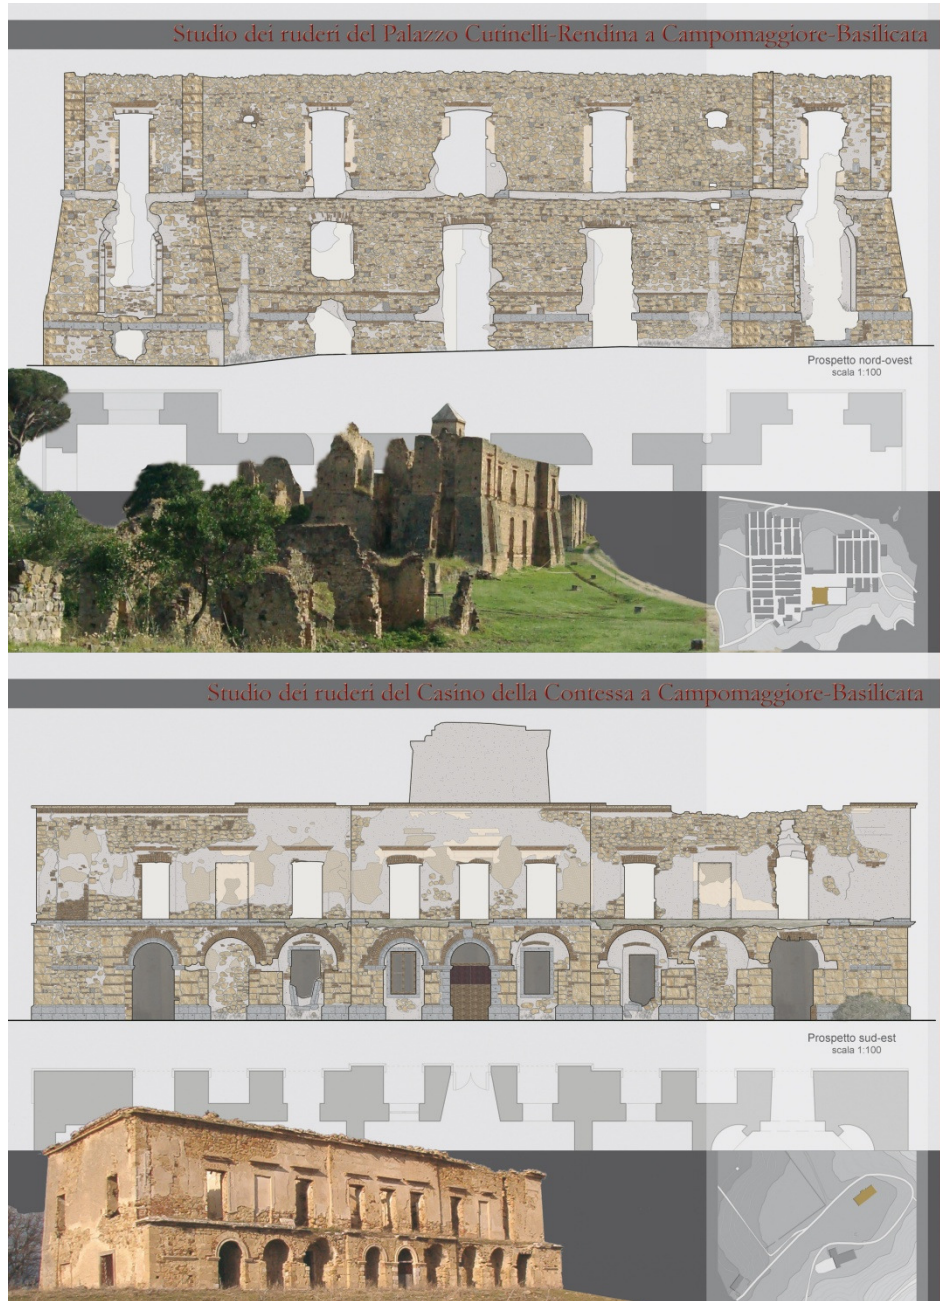 Studio dei ruderi del Palazzo Cutinelli-Rendina a Campomaggiore-Basilicata
Prospetto nord-ovest
scala 1:100
Studio dei ruderi del Casino della Contessa a Campomaggiore-Basilicata
Prospetto sud-est
scala 1:100